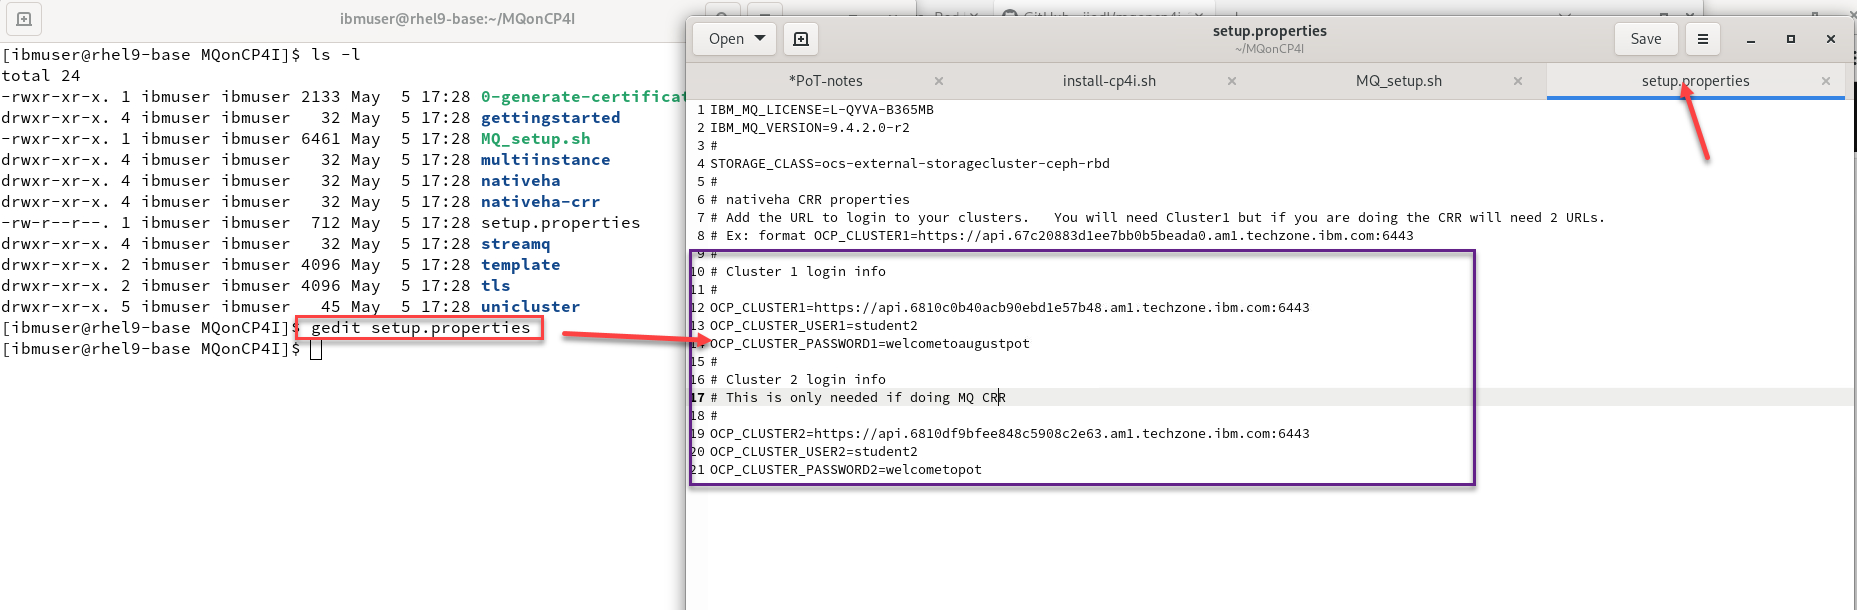 ibmuser@rhel9-base:~/MQonCP4I
[ibmuser@rhel9-base MQonCP4I]$ ls -l
total 24
-rwxr-xr-x. 1 ibmuser ibmuser 2133 May  5 17:28 0-generate-certificat
drwxr-xr-x. 4 ibmuser ibmuser   32 May  5 17:28 gettingstarted
-rwxr-xr-x. 1 ibmuser ibmuser 6461 May  5 17:28 MQ_setup.sh
drwxr-xr-x. 4 ibmuser ibmuser   32 May  5 17:28 multiinstance
drwxr-xr-x. 4 ibmuser ibmuser   32 May  5 17:28 nativeha
drwxr-xr-x. 4 ibmuser ibmuser   32 May  5 17:28 nativeha-crr
-rw-r--r--. 1 ibmuser ibmuser  712 May  5 17:28 setup.properties
drwxr-xr-x. 4 ibmuser ibmuser   32 May  5 17:28 streamq
drwxr-xr-x. 2 ibmuser ibmuser 4096 May  5 17:28 template
drwxr-xr-x. 2 ibmuser ibmuser 4096 May  5 17:28 tls
drwxr-xr-x. 5 ibmuser ibmuser   45 May  5 17:28 unicluster
[ibmuser@rhel9-base MQonCP4I]$ gedit setup.properties
[ibmuser@rhel9-base MQonCP4I]$
Open
setup.properties
~/MQonCP4I
Save
*PoT-notes
install-cp4i.sh
MQ_setup.sh
setup.properties
1 IBM_MQ_LICENSE=L-QYVA-B365MB
2 IBM_MQ_VERSION=9.4.2.0-r2
3 #
4 STORAGE_CLASS=ocs-external-storagecluster-ceph-rbd
5 #
6 # nativeha CRR properties
7 # Add the URL to login to your clusters.   You will need Cluster1 but if you are doing the CRR will need 2 URLs.
8 # Ex: format OCP_CLUSTER1=https://api.67c20883d1ee7bb0b5beada0.am1.techzone.ibm.com:6443
9 #
10 # Cluster 1 login info
11 #
12 OCP_CLUSTER1=https://api.6810c0b40acb90ebd1e57b48.am1.techzone.ibm.com:6443
13 OCP_CLUSTER_USER1=student2
14 OCP_CLUSTER_PASSWORD1=welcometoaugustpot
15 #
16 # Cluster 2 login info
17 # This is only needed if doing MQ CRR
18 #
19 OCP_CLUSTER2=https://api.6810df9bfee848c5908c2e63.am1.techzone.ibm.com:6443
20 OCP_CLUSTER_USER2=student2
21 OCP_CLUSTER_PASSWORD2=welcometopot